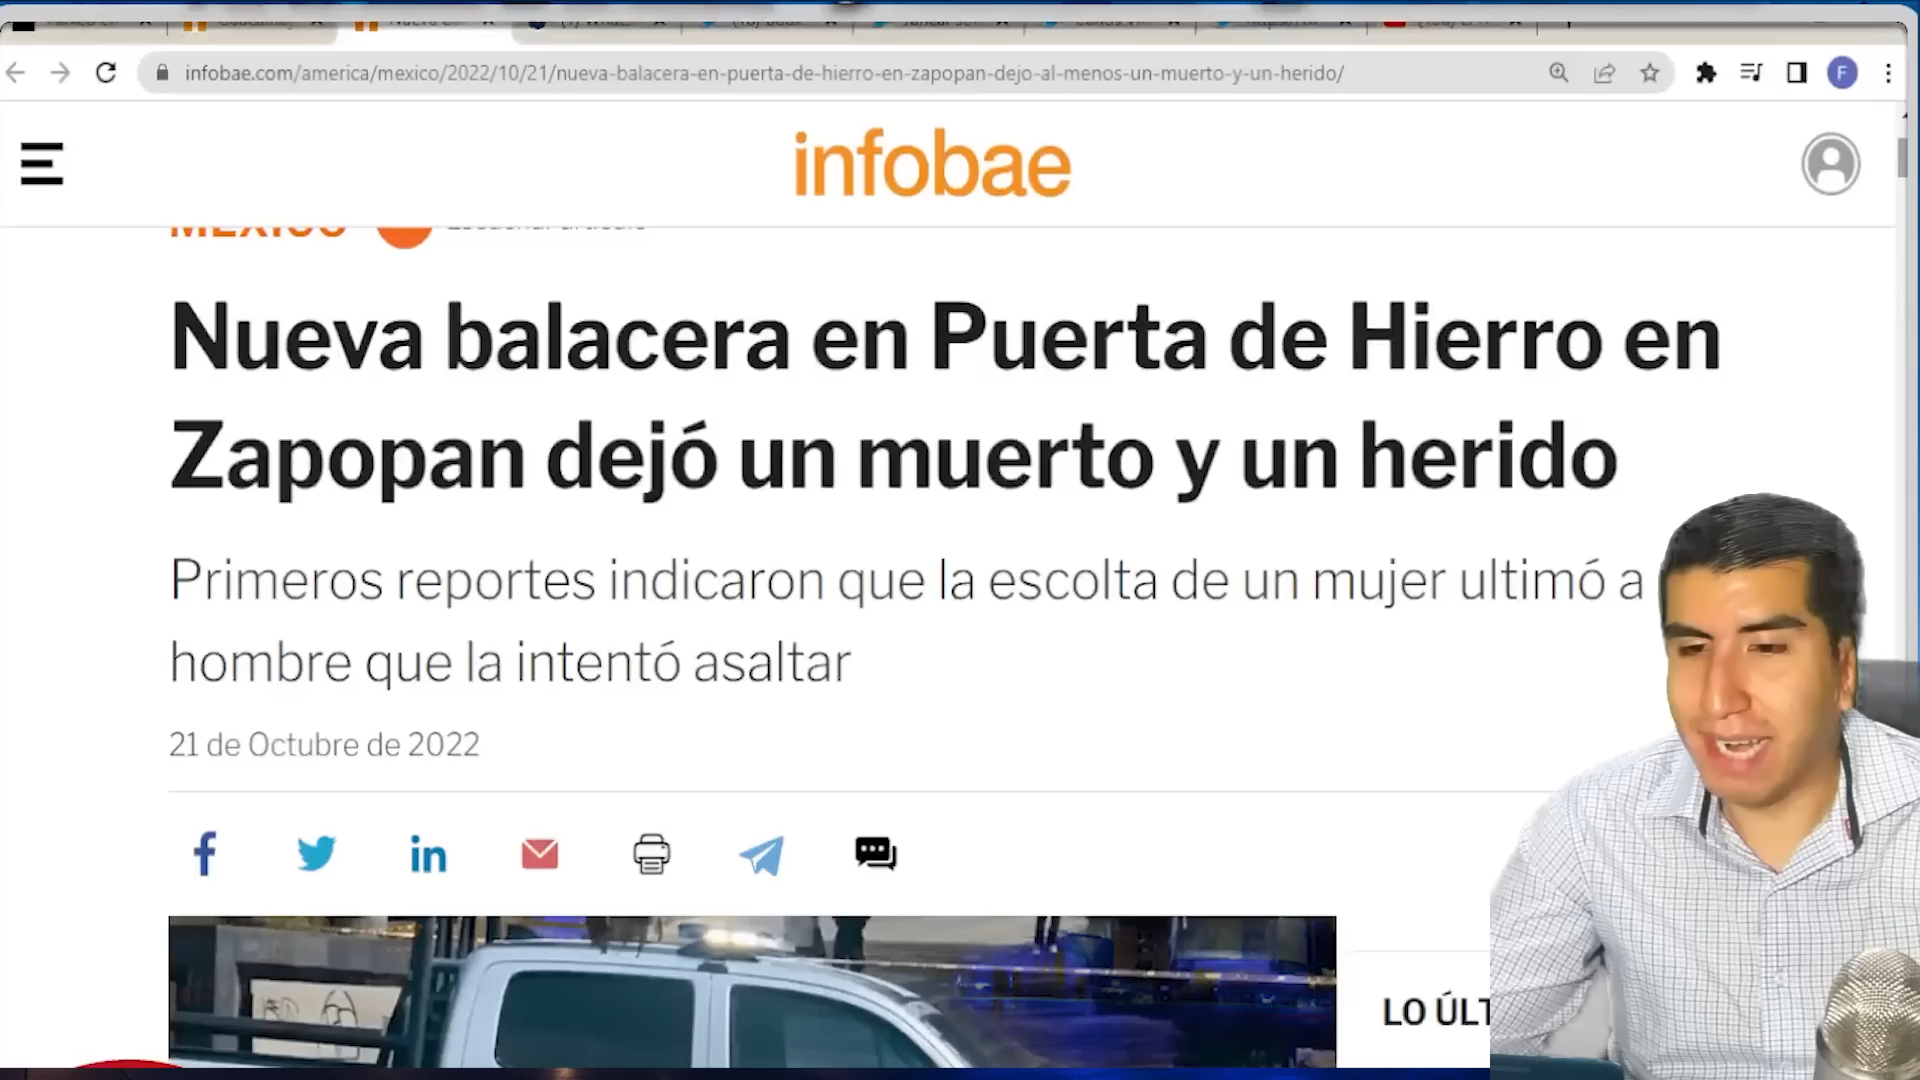 infobae.com/america/mexico/2022/10/21/nueva-balacera-en-puerta-de-hierro-en-zapopan-dejo-al-menos-un-muerto-y-un-herido/
F
infobae
MÉXICO
Escuchar artículo
Nueva balacera en Puerta de Hierro en
Zapopan dejó un muerto y un herido
Primeros reportes indicaron que la escolta de un mujer ultimó a
hombre que la intentó asaltar
21 de Octubre de 2022
LO ÚLT